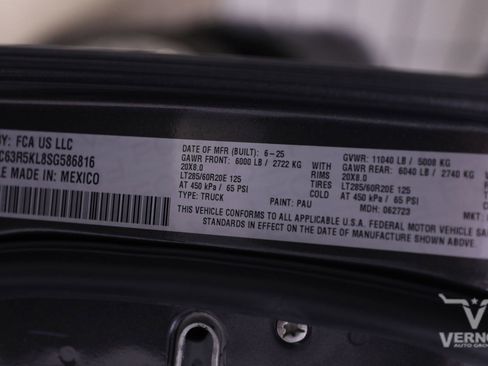 BY: FCA US LLC
C63R5KL8SG586816
LE MADE IN: MEXICO
DATE OF MFR (BUILT): 6-25
GAWR FRONT: 6000 LB / 2722 KG
20X8.0
LT285/60R20E 125
AT 450 kPa / 65 PSI
TYPE: TRUCK
WITH
RIMS
TIRES
COLD
PAINT: PAU
GVWR: 11040 LB / 5008 KG
GAWR REAR: 6040 LB / 2740 KG
20X8.0
LT285/60R20E 125
AT 450 kPa / 65 PSI
MDH: 062723
MKT:
THIS VEHICLE CONFORMS TO ALL APPLICABLE U.S.A. FEDERAL MOTOR VEHICLE SA
STANDARDS IN EFFECT ON THE DATE OF MANUFACTURE SHOWN ABOVE.
VERNO
AUTO GROU